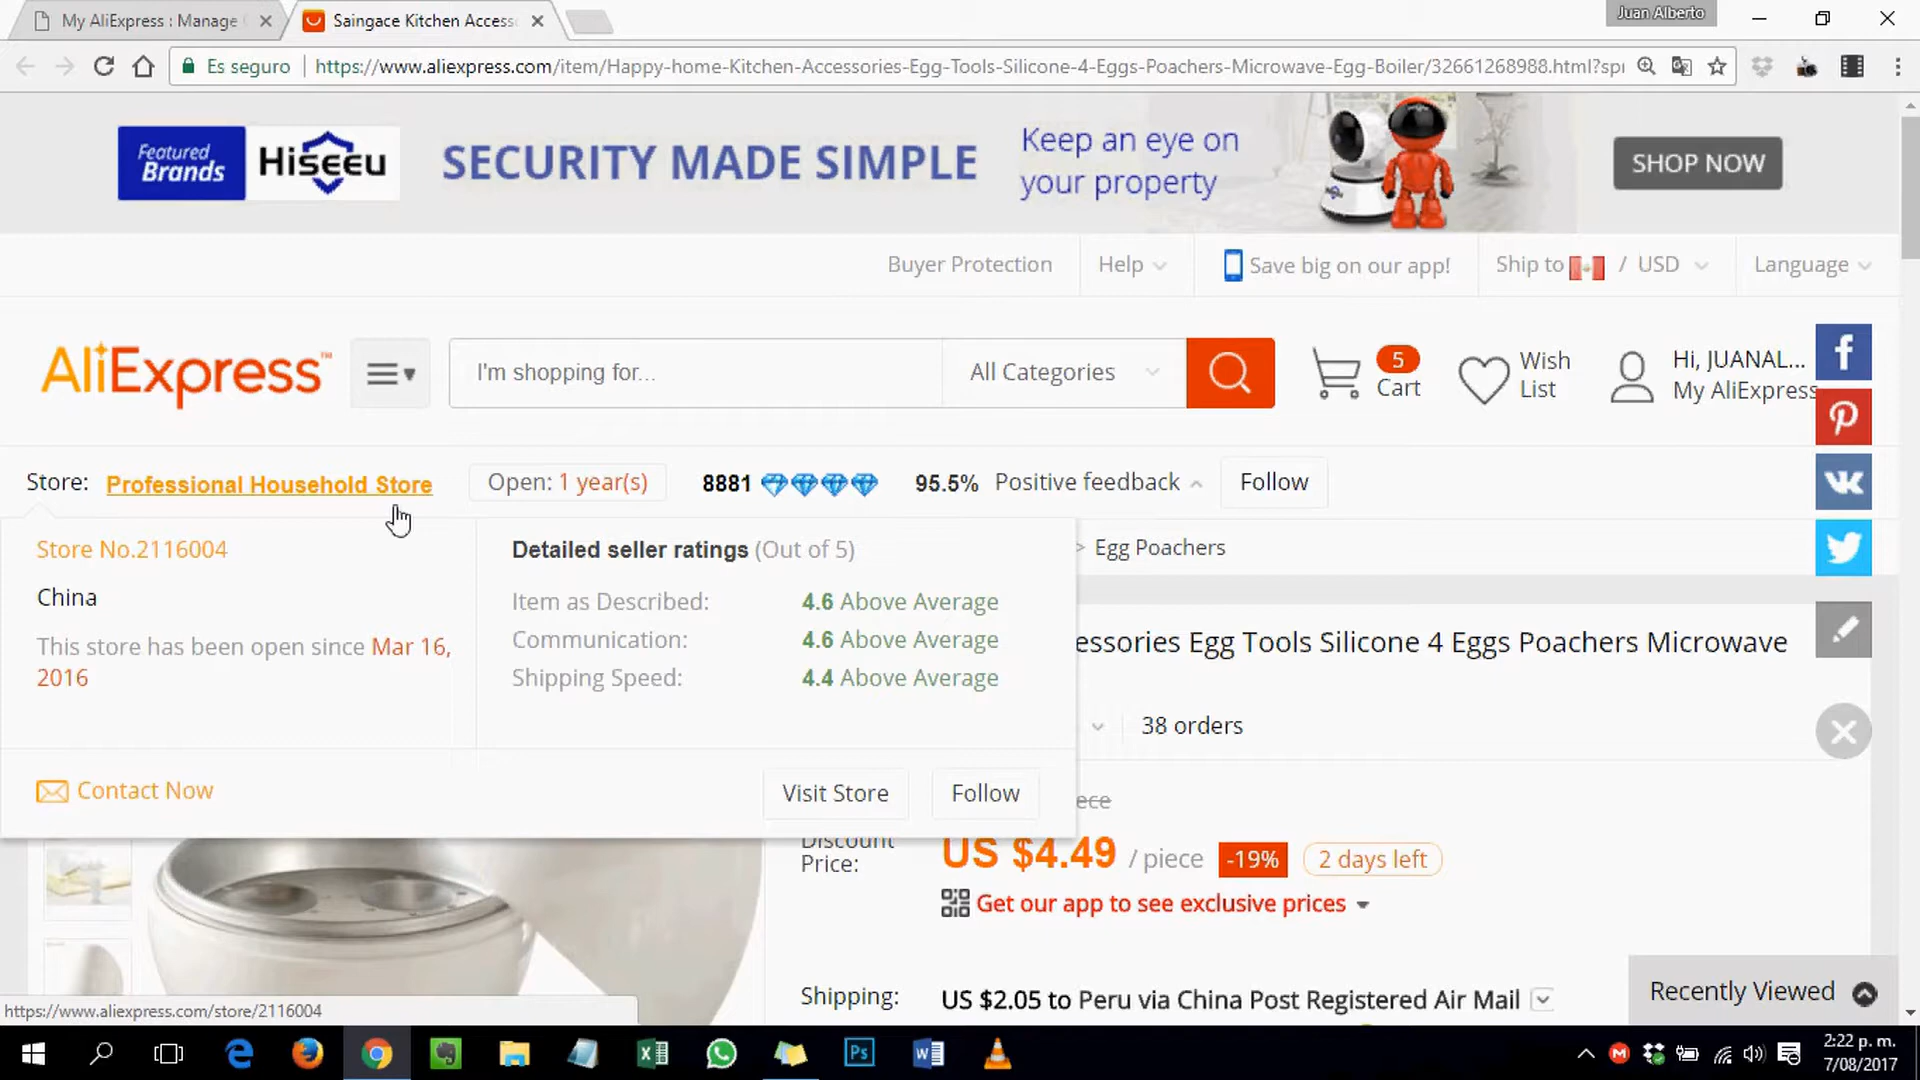 My AliExpress : Manage
Saingace Kitchen Access
Juan Alberto
Es seguro
https://www.aliexpress.com/item/Happy-home-Kitchen-Accessories-Egg-Tools-Silicone-4-Eggs-Poachers-Microwave-Egg-Boiler/32661268988.html?spr
Featured
Brands
Hiseeu
SECURITY MADE SIMPLE
Keep an eye on
your property
SHOP NOW
Buyer Protection
Help
Save big on our app!
Ship to / USD
Language
AliExpress™
I'm shopping for...
All Categories
5
Cart
Wish
List
Hi, JUANAL...
My AliExpress
Store: Professional Household Store
Open: 1 year(s)
8881
95.5% Positive feedback
Follow
Store No.2116004
China
This store has been open since Mar 16,
2016
Contact Now
Detailed seller ratings (Out of 5)
Item as Described: 4.6 Above Average
Communication: 4.6 Above Average
Shipping Speed: 4.4 Above Average
Visit Store
Follow
> Egg Poachers
essories Egg Tools Silicone 4 Eggs Poachers Microwave
38 orders
ece
Discount
Price:
US $4.49 / piece -19% 2 days left
Get our app to see exclusive prices
Shipping: US $2.05 to Peru via China Post Registered Air Mail
Recently Viewed
https://www.aliexpress.com/store/2116004
2:22 p. m.
7/08/2017